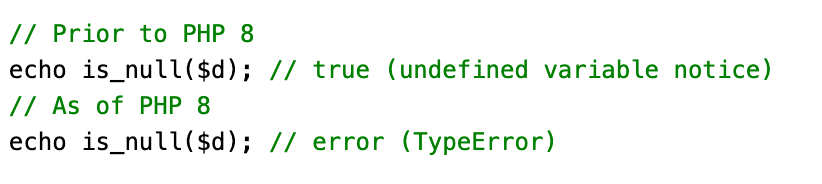 // Prior to PHP 8
echo is_null($d); // true (undefined variable notice)
// As of PHP 8
echo is_null($d); // error (TypeError)